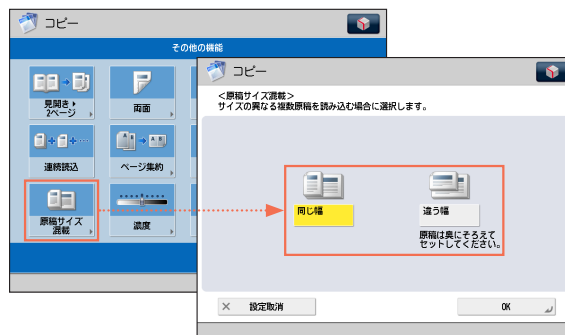 コピー
その他の機能
見開き▸
2ページ
両面
連続読込
ページ集約
原稿サイズ
混載
濃度
コピー
<原稿サイズ混載>
サイズの異なる複数原稿を読み込む場合に選択します。
同じ幅
違う幅
原稿は奥にそろえて
セットしてください。
× 設定取消
OK